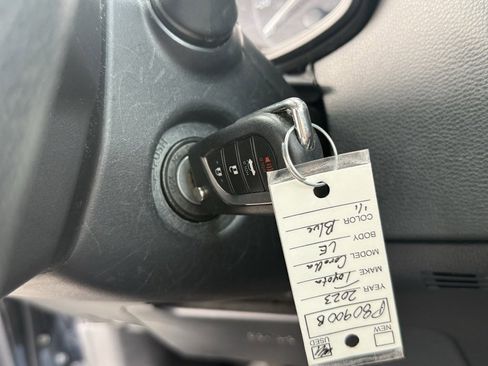 NEW USED
P809008
YEAR 2023
MAKE Toyota
MODEL Corolla
BODY LE
COLOR Blue